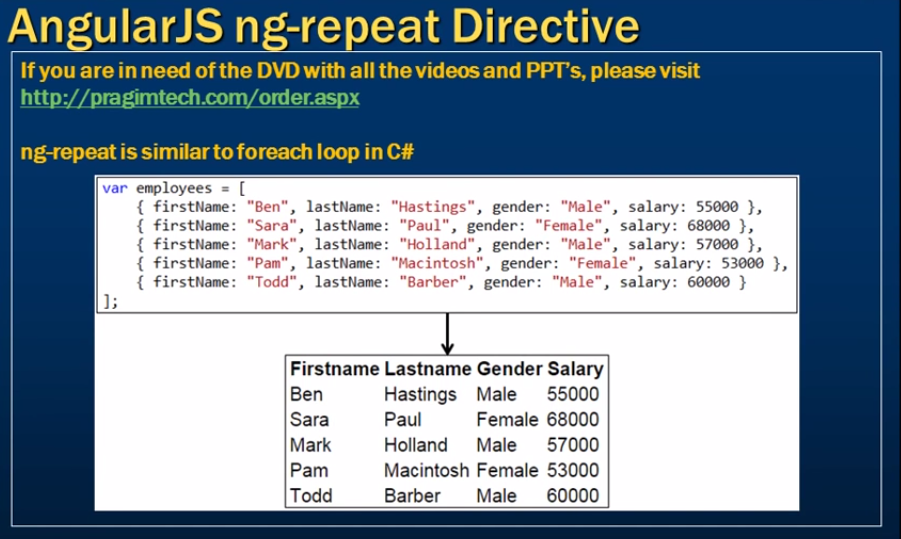 AngularJS ng-repeat Directive
If you are in need of the DVD with all the videos and PPT's, please visit
http://pragimtech.com/order.aspx
ng-repeat is similar to foreach loop in C#
var employees = [
{ firstName: "Ben", lastName: "Hastings", gender: "Male", salary: 55000 },
{ firstName: "Sara", lastName: "Paul", gender: "Female", salary: 68000 },
{ firstName: "Mark", lastName: "Holland", gender: "Male", salary: 57000 },
{ firstName: "Pam", lastName: "Macintosh", gender: "Female", salary: 53000 },
{ firstName: "Todd", lastName: "Barber", gender: "Male", salary: 60000 }
];
Firstname Lastname Gender Salary
Ben Hastings Male 55000
Sara Paul Female 68000
Mark Holland Male 57000
Pam Macintosh Female 53000
Todd Barber Male 60000